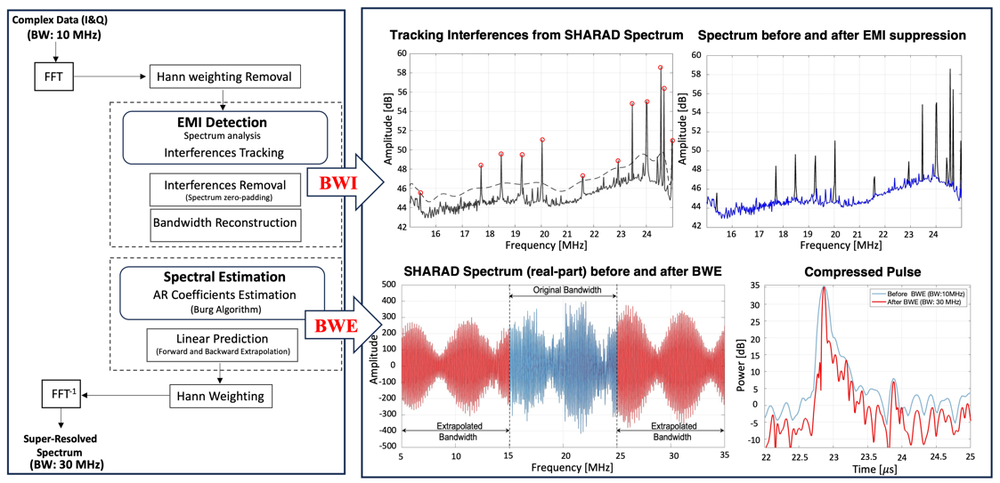 Complex Data (I&Q)
(BW: 10 MHz)
FFT
Hann weighting Removal
EMI Detection
Spectrum analysis
Interferences Tracking
Interferences Removal
(Spectrum zero-padding)
Bandwidth Reconstruction
BWI
Spectral Estimation
AR Coefficients Estimation
(Burg Algorithm)
BWE
Linear Prediction
(Forward and Backward Extrapolation)
FFT-1
Hann Weighting
Super-Resolved
Spectrum
(BW: 30 MHz)
Tracking Interferences from SHARAD Spectrum
Amplitude [dB]
60
58
56
54
52
50
48
46
44
42
16 17 18 19 20 21 22 23 24
Frequency [MHz]
Spectrum before and after EMI suppression
Amplitude [dB]
60
58
56
54
52
50
48
46
44
42
16 17 18 19 20 21 22 23 24
Frequency [MHz]
SHARAD Spectrum (real-part) before and after BWE
Original Bandwidth
Amplitude
500
400
300
200
100
0
-100
-200
-300
-400
-500
Extrapolated
Bandwidth
Extrapolated
Bandwidth
5 10 15 20 25 30 35
Frequency [MHz]
Compressed Pulse
Before BWE (BW:10MHz)
After BWE (BW: 30 MHz)
Power [dB]
35
30
20
15
10
5
0
-5
-10
22 22.5 23 23.5 24 24.5 25
Time [μs]